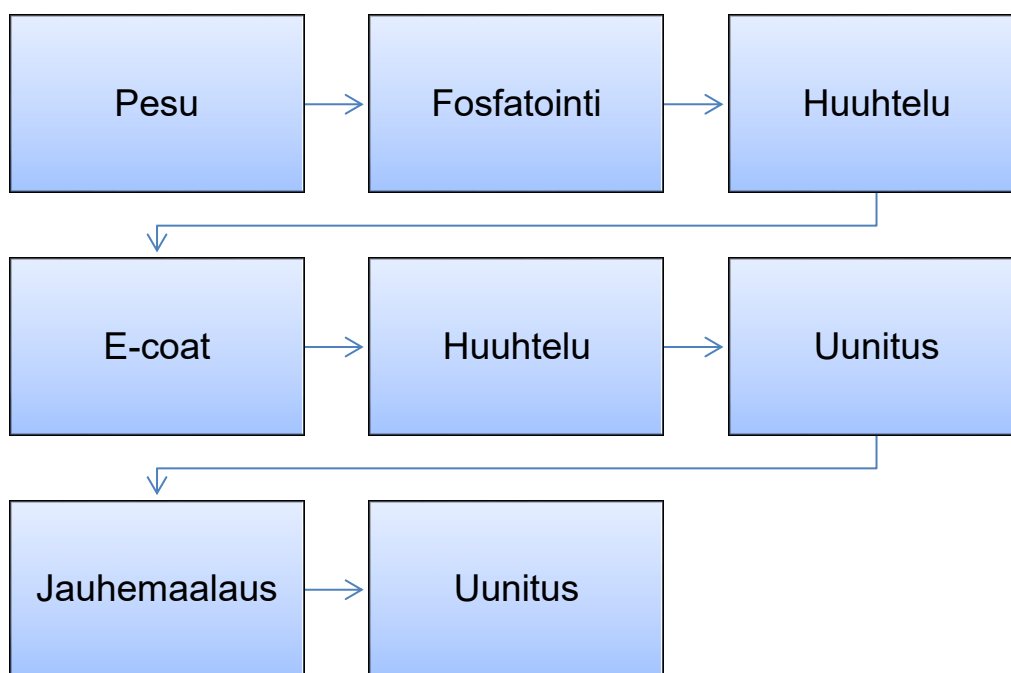 Pesu
Fosfatointi
Huuhtelu
E-coat
Huuhtelu
Uunitus
Jauhemaalaus
Uunitus